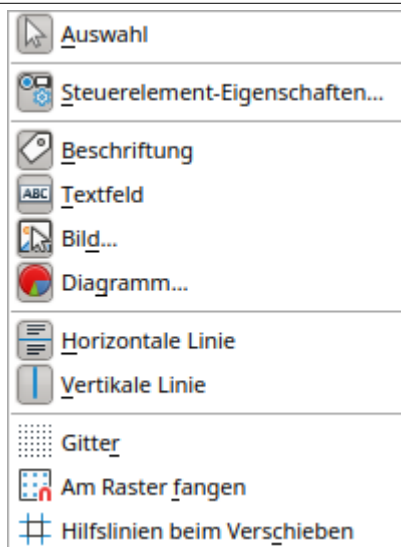 Auswahl
Steuerelement-Eigenschaften...
Beschriftung
ABC Textfeld
Bild...
Diagramm...
Horizontale Linie
Vertikale Linie
Gitter
Am Raster fangen
Hilfslinien beim Verschieben